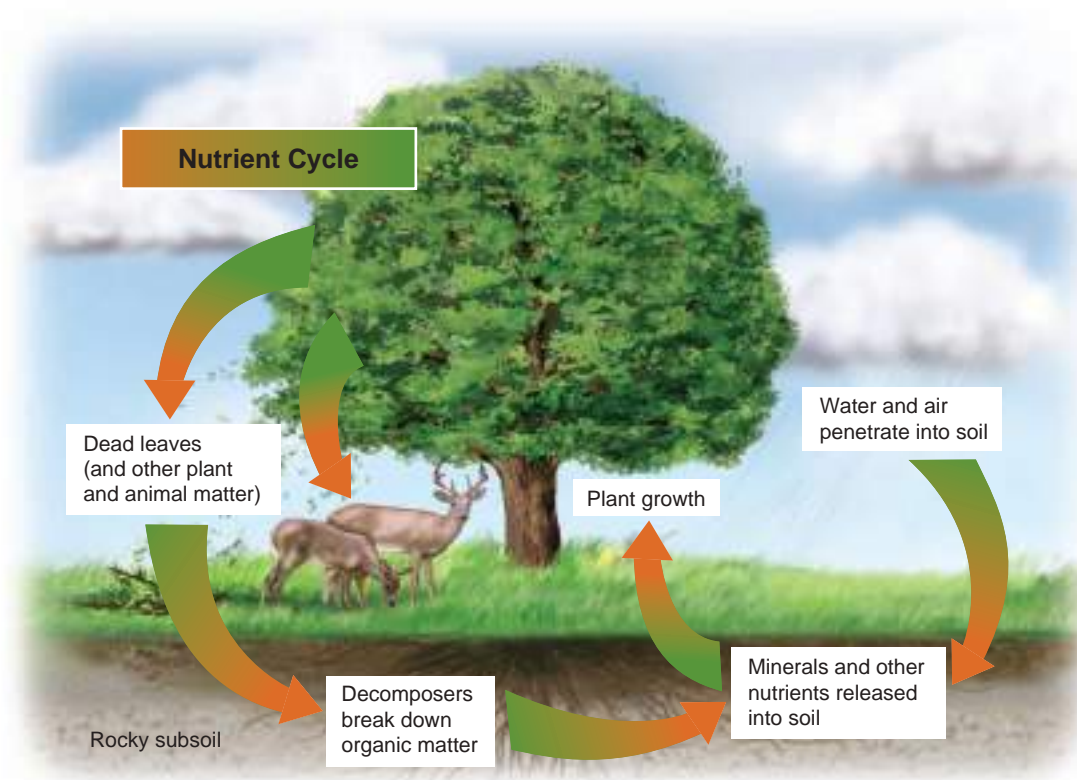 Nutrient Cycle
Dead leaves
(and other plant
and animal matter)
Water and air
penetrate into soil
Plant growth
Decomposers
break down
organic matter
Minerals and other
nutrients released
into soil
Rocky subsoil